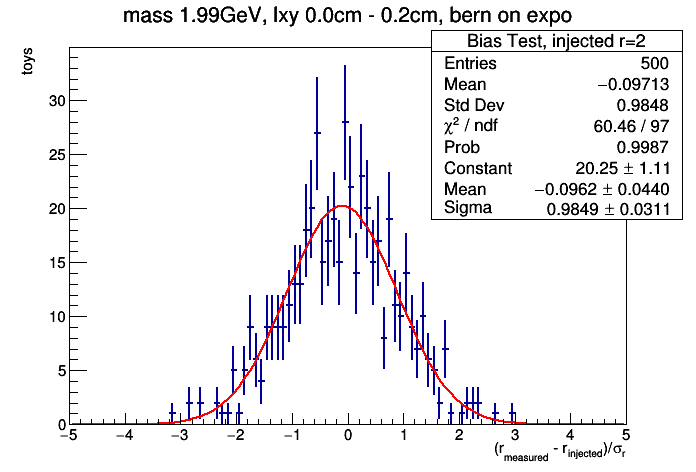 mass 1.99GeV, lxy 0.0cm - 0.2cm, bern on expo
toys
Bias Test, injected r=2
Entries 500
Mean −0.09713
Std Dev 0.9848
χ² / ndf 60.46 / 97
Prob 0.9987
Constant 20.25 ± 1.11
Mean −0.0962 ± 0.0440
Sigma 0.9849 ± 0.0311
30
25
20
15
10
5
0
−5 −4 −3 −2 −1 0 1 2 3 4 5
(r_measured - r_injected)/σ_r